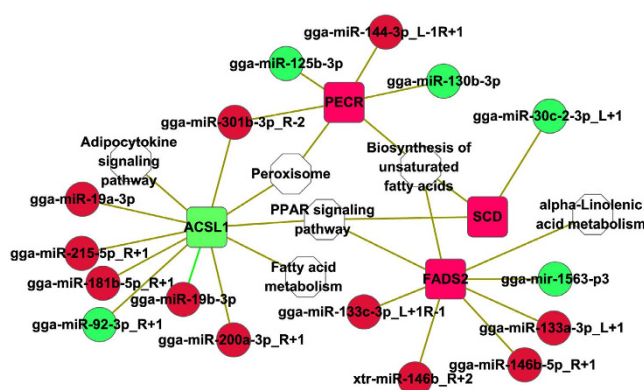 gga-miR-144-3p_L-1R+1
gga-miR-125b-3p
PECR
gga-miR-130b-3p
gga-miR-30c-2-3p_L+1
gga-miR-301b-3p_R-2
Adipocytokine
signaling
pathway
Peroxisome
Biosynthesis of
unsaturated
fatty acids
gga-miR-19a-3p
PPAR signaling
pathway
SCD
alpha-Linolenic
acid metabolism
ACSL1
gga-miR-215-5p_R+1
gga-miR-181b-5p_R+1
Fatty acid
metabolism
FADS2
gga-mir-1563-p3
gga-miR-19b-3p
gga-miR-133c-3p_L+1R-1
gga-miR-92-3p_R+1
gga-miR-133a-3p_L+1
gga-miR-200a-3p_R+1
gga-miR-146b-5p_R+1
xtr-miR-146b_R+2